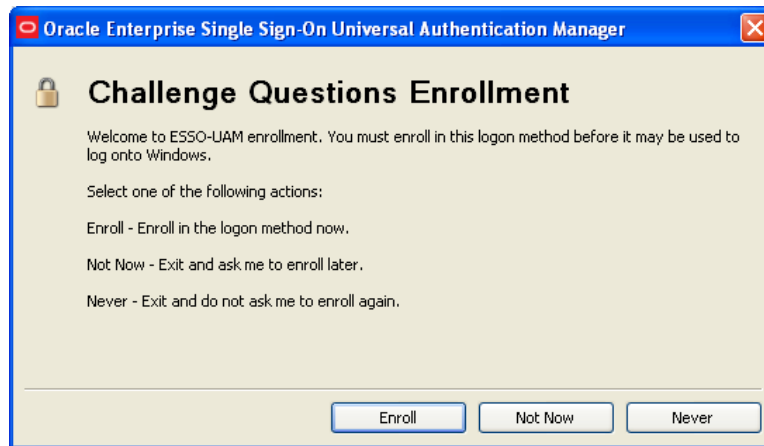 Oracle Enterprise Single Sign-On Universal Authentication Manager
Challenge Questions Enrollment
Welcome to ESSO-UAM enrollment. You must enroll in this logon method before it may be used to
log onto Windows.
Select one of the following actions:
Enroll - Enroll in the logon method now.
Not Now - Exit and ask me to enroll later.
Never - Exit and do not ask me to enroll again.
Enroll Not Now Never